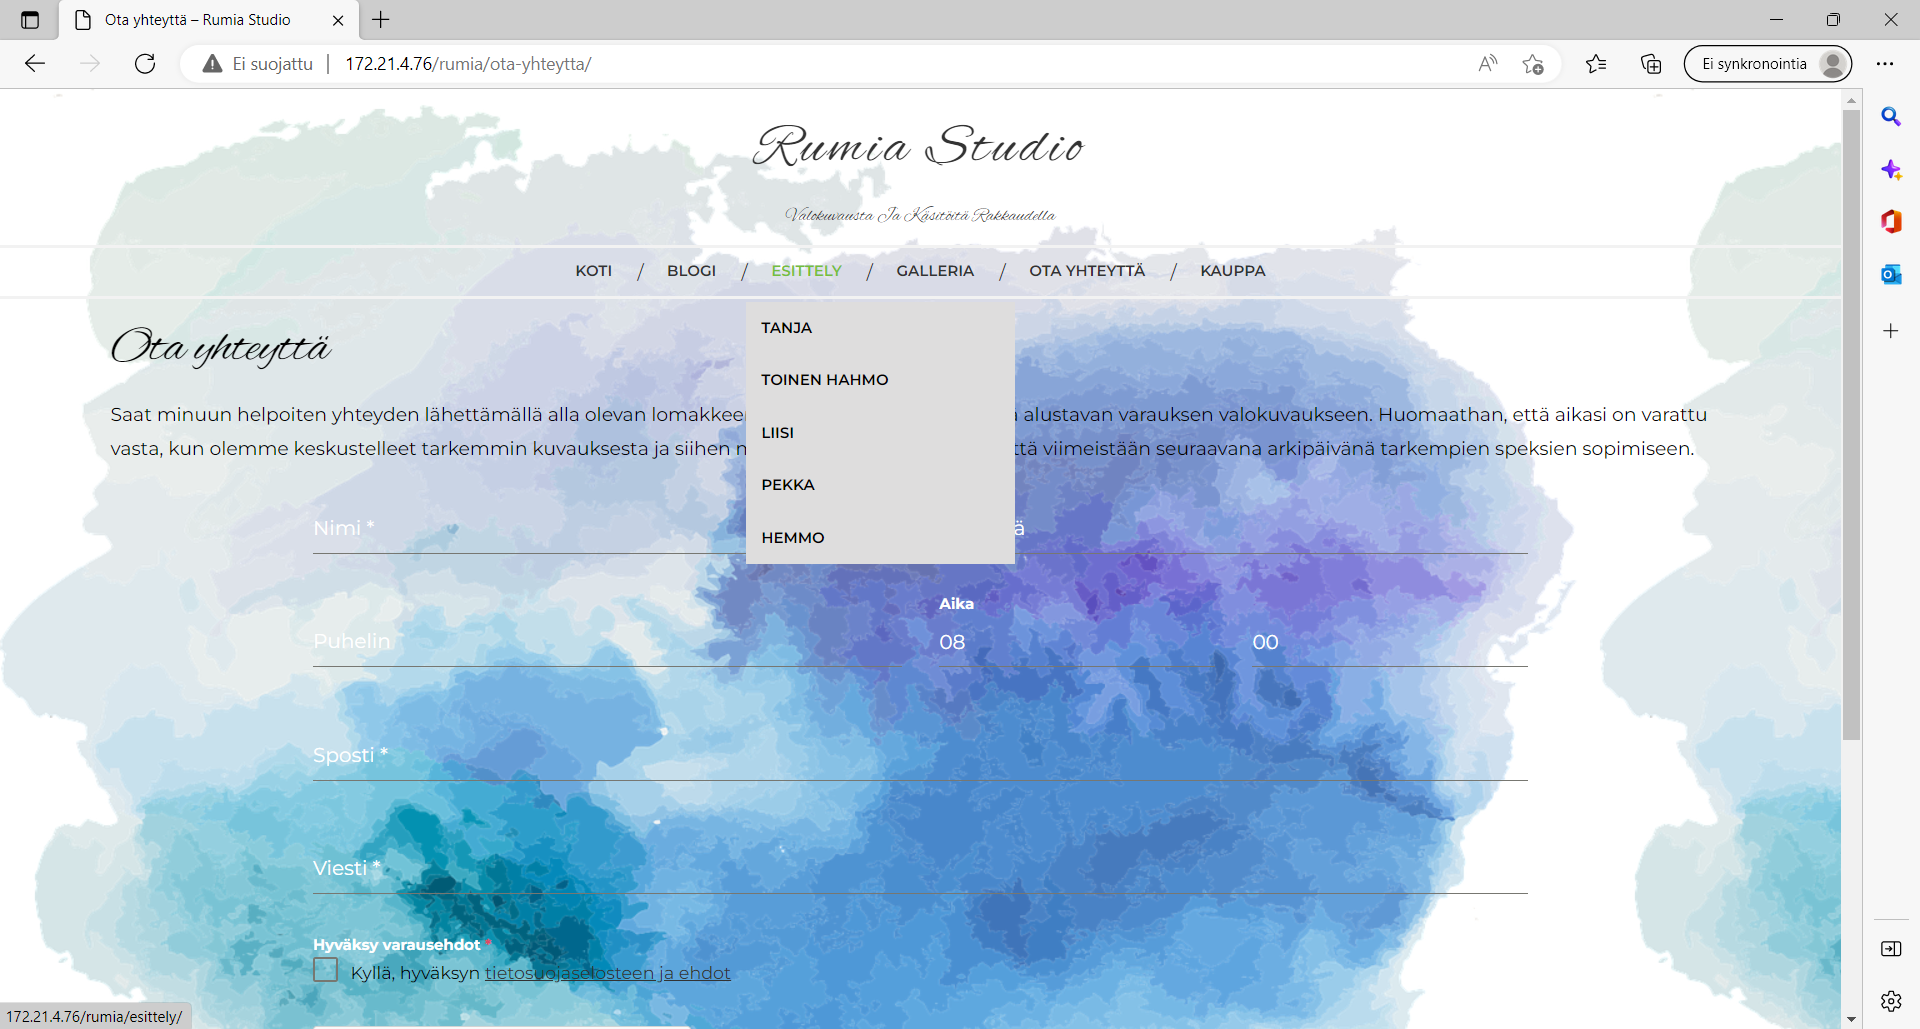 Ota yhteyttä – Rumia Studio
Ei suojattu
172.21.4.76/rumia/ota-yhteytta/
Ei synkronointia
Rumia Studio
Valokuvausta Ja Käsitöitä Rakkaudella
KOTI / BLOGI / ESITTELY / GALLERIA / OTA YHTEYTTÄ / KAUPPA
TANJA
TOINEN HAHMO
LIISI
PEKKA
HEMMO
Ota yhteyttä
Saat minuun helpoiten yhteyden lähettämällä alla olevan lomakkee alustavan varauksen valokuvaukseen. Huomaathan, että aikasi on varattu
vasta, kun olemme keskustelleet tarkemmin kuvauksesta ja siihen ttä viimeistään seuraavana arkipäivänä tarkempien speksien sopimiseen.
Nimi * ä
Aika
Puhelin 08 00
Sposti *
Viesti *
Hyväksy varausehdot *
Kyllä, hyväksyn tietosuojaselosteen ja ehdot
172.21.4.76/rumia/esittely/